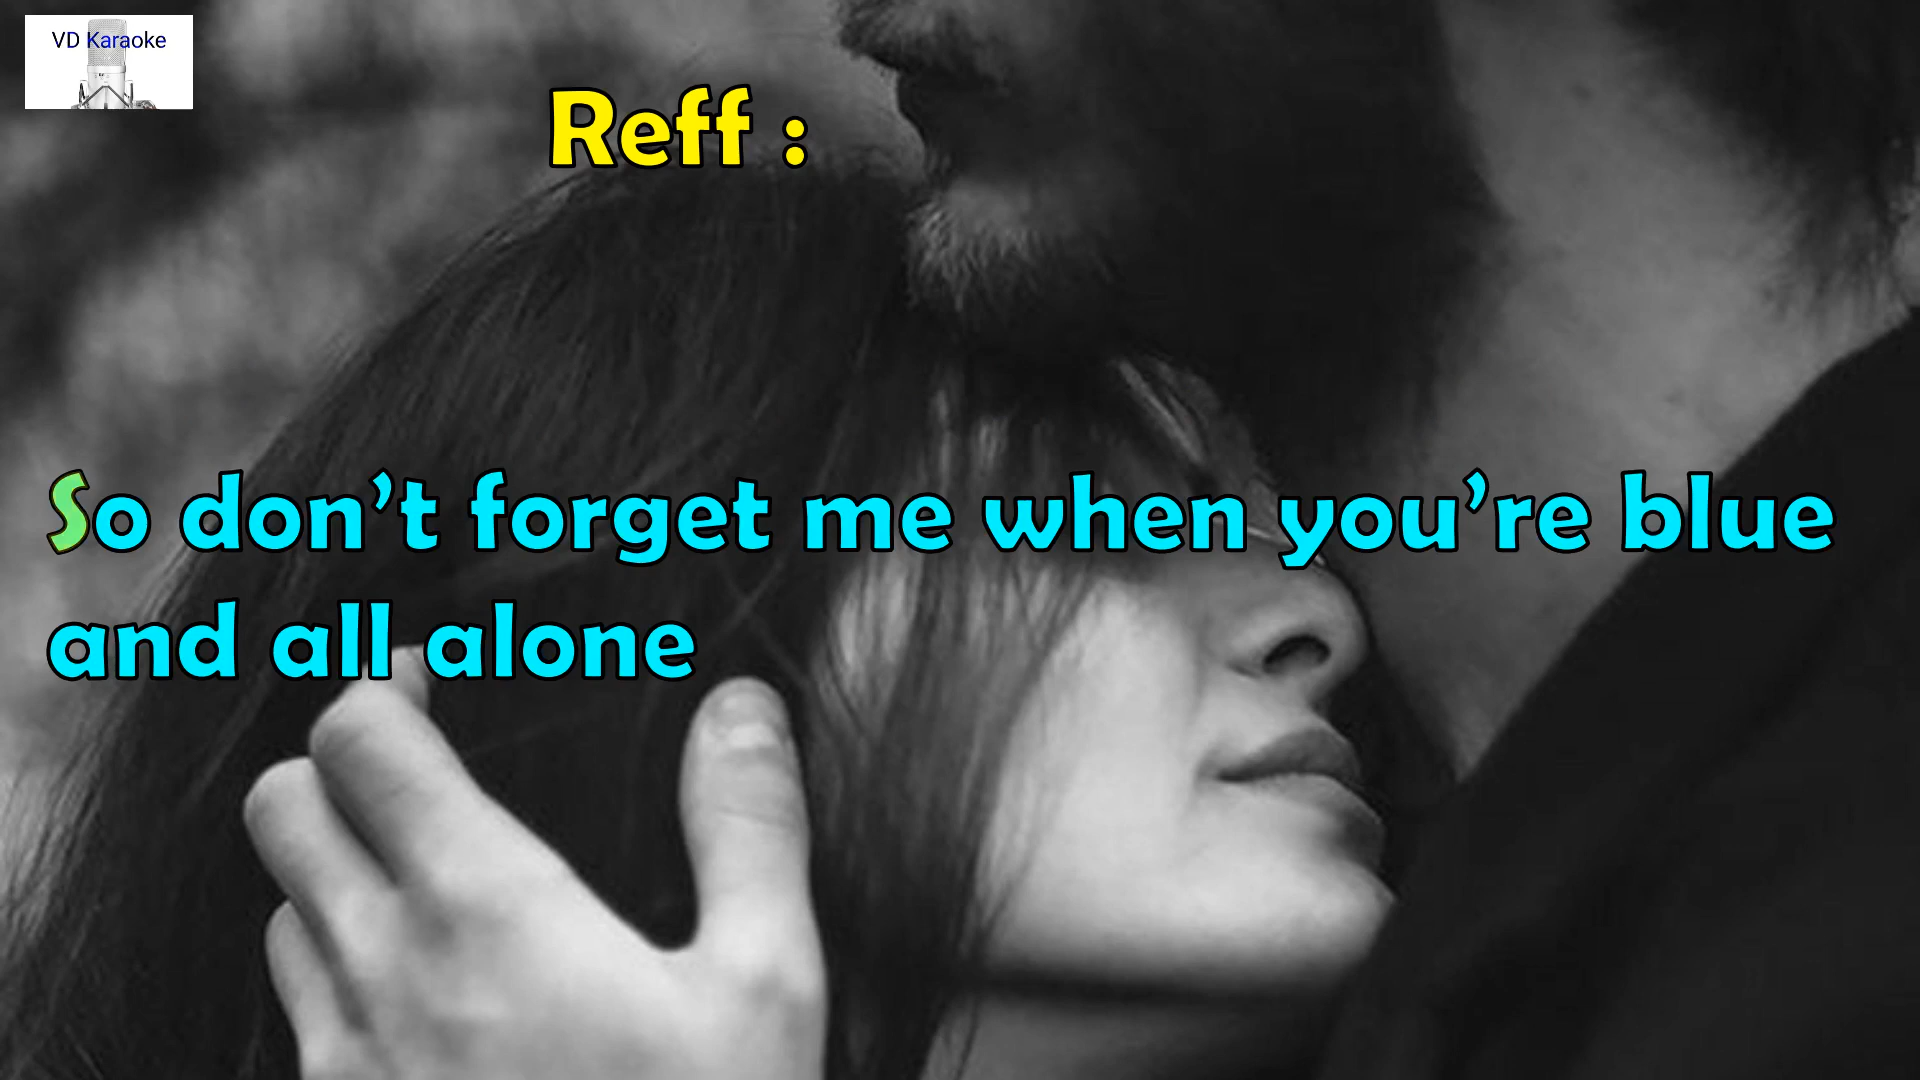 VD Karaoke
Reff :
So don’t forget me when you’re blue
and all alone